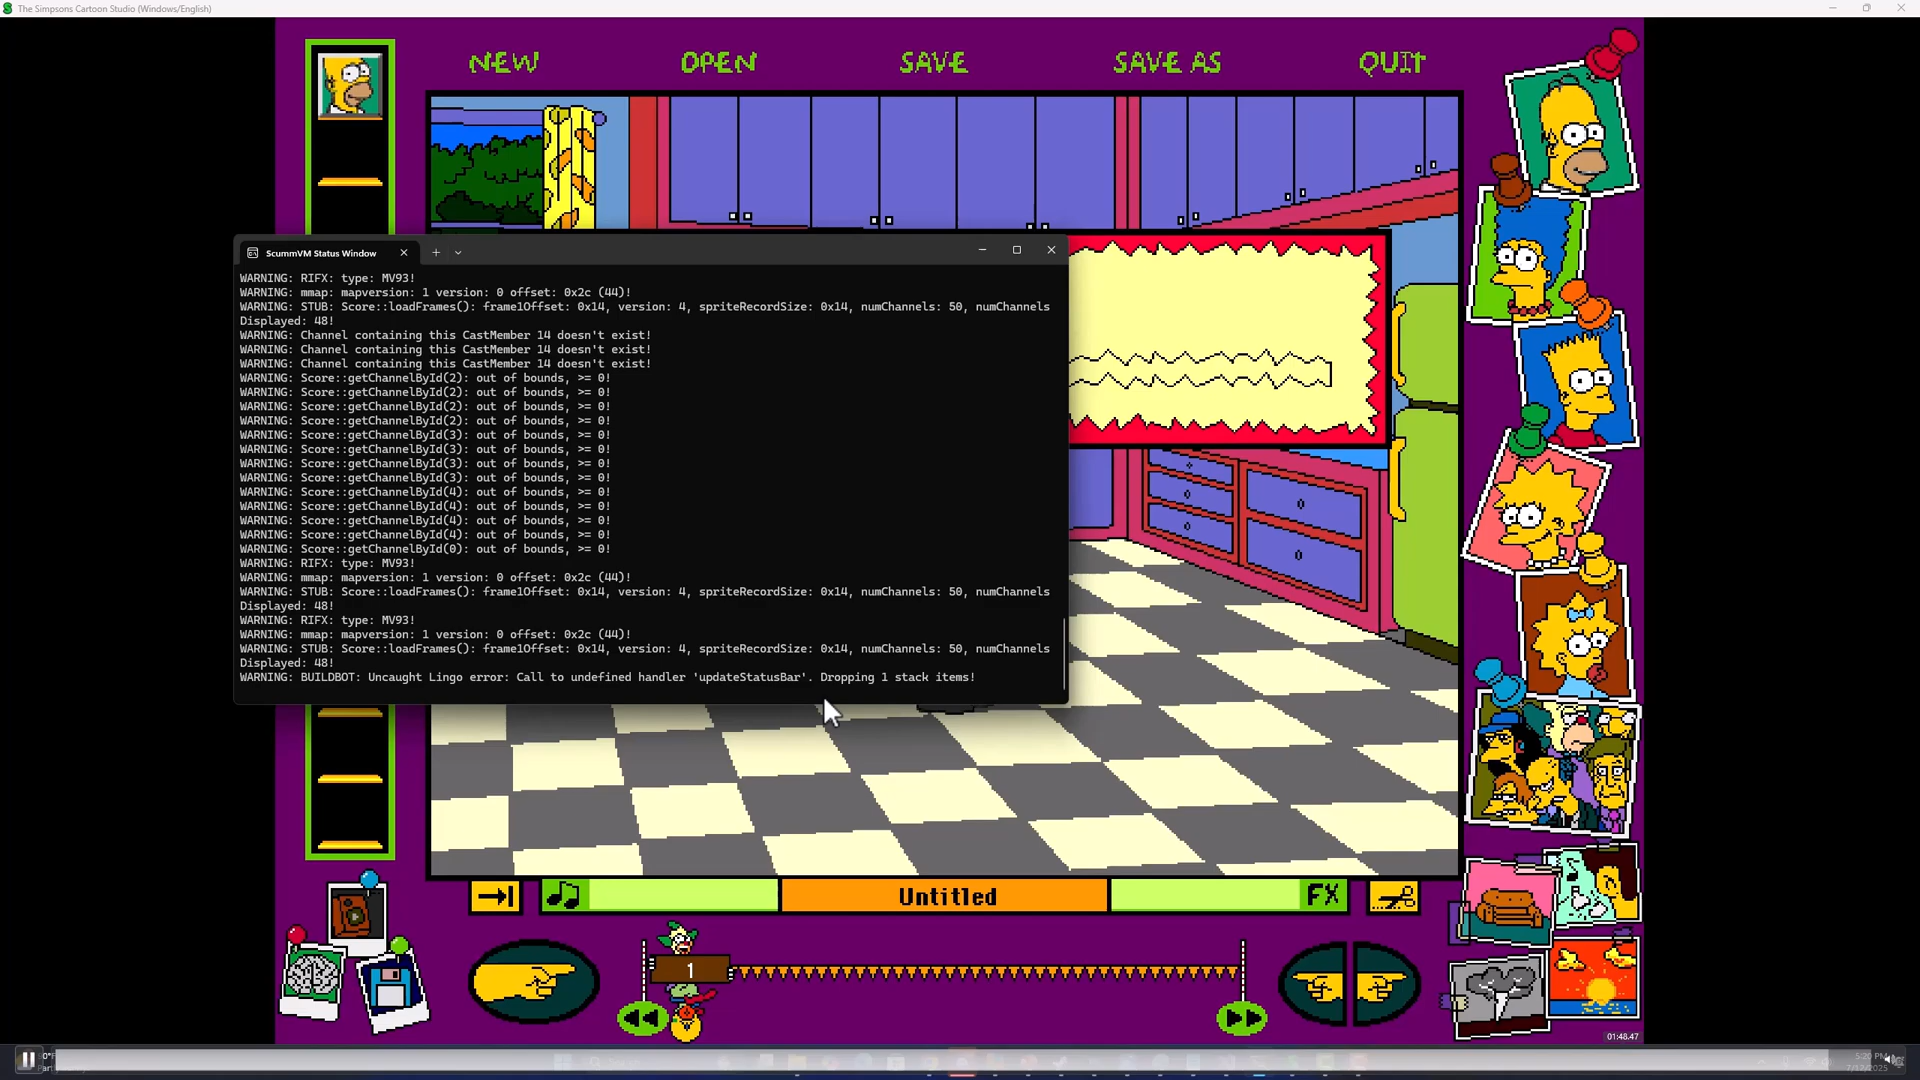 The Simpsons Cartoon Studio (Windows/English)
NEW OPEN SAVE SAVE AS QUIT
ScummVM Status Window
WARNING: RIFX: type: MV93!
WARNING: mmap: mapversion: 1 version: 0 offset: 0x2c (44)!
WARNING: STUB: Score::loadFrames(): frame1Offset: 0x14, version: 4, spriteRecordSize: 0x14, numChannels: 50, numChannels
Displayed: 48!
WARNING: Channel containing this CastMember 14 doesn't exist!
WARNING: Channel containing this CastMember 14 doesn't exist!
WARNING: Channel containing this CastMember 14 doesn't exist!
WARNING: Score::getChannelById(2): out of bounds, >= 0!
WARNING: Score::getChannelById(2): out of bounds, >= 0!
WARNING: Score::getChannelById(2): out of bounds, >= 0!
WARNING: Score::getChannelById(2): out of bounds, >= 0!
WARNING: Score::getChannelById(3): out of bounds, >= 0!
WARNING: Score::getChannelById(3): out of bounds, >= 0!
WARNING: Score::getChannelById(3): out of bounds, >= 0!
WARNING: Score::getChannelById(3): out of bounds, >= 0!
WARNING: Score::getChannelById(4): out of bounds, >= 0!
WARNING: Score::getChannelById(4): out of bounds, >= 0!
WARNING: Score::getChannelById(4): out of bounds, >= 0!
WARNING: Score::getChannelById(4): out of bounds, >= 0!
WARNING: Score::getChannelById(0): out of bounds, >= 0!
WARNING: RIFX: type: MV93!
WARNING: mmap: mapversion: 1 version: 0 offset: 0x2c (44)!
WARNING: STUB: Score::loadFrames(): frame1Offset: 0x14, version: 4, spriteRecordSize: 0x14, numChannels: 50, numChannels
Displayed: 48!
WARNING: RIFX: type: MV93!
WARNING: mmap: mapversion: 1 version: 0 offset: 0x2c (44)!
WARNING: STUB: Score::loadFrames(): frame1Offset: 0x14, version: 4, spriteRecordSize: 0x14, numChannels: 50, numChannels
Displayed: 48!
WARNING: BUILDBOT: Uncaught Lingo error: Call to undefined handler 'updateStatusBar'. Dropping 1 stack items!
Untitled FX
1
01:48.47
5:20 PM
7/12/2025